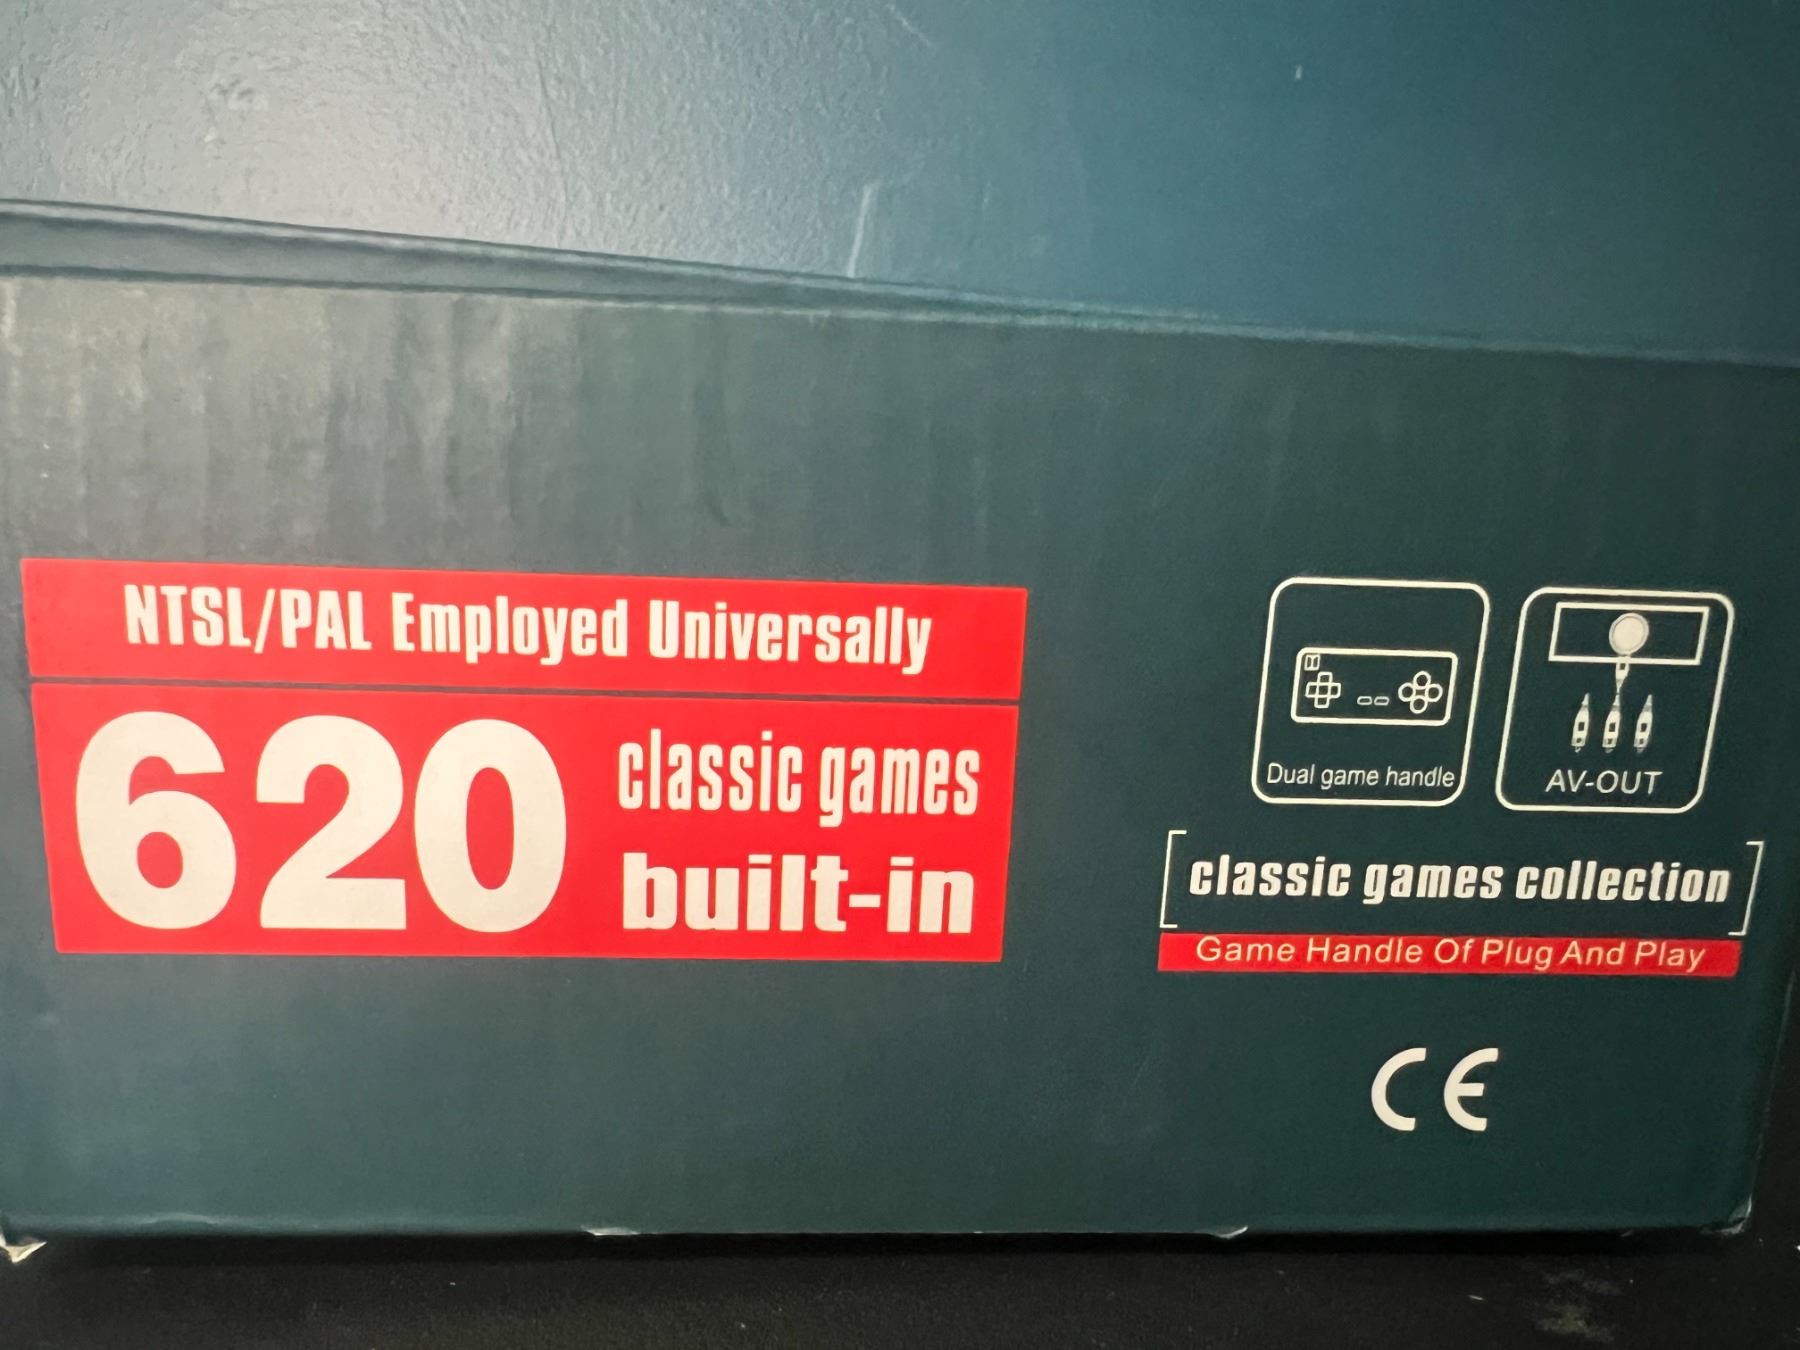 NTSL/PAL Employed Universally
620 classic games
built-in
Dual game handle
AV-OUT
classic games collection
Game Handle Of Plug And Play
CE